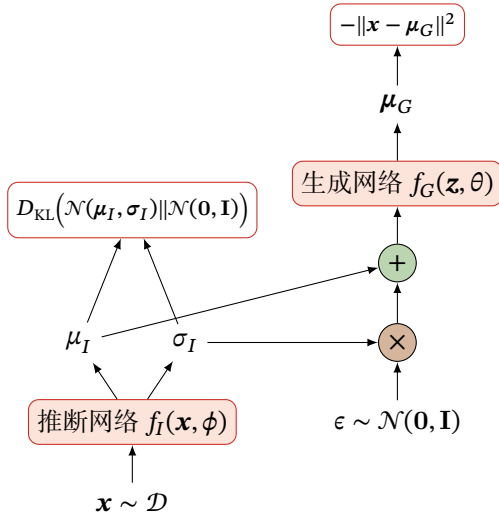 −‖𝒙 − 𝝁_G‖²
𝝁_G
生成网络 f_G(𝒛, θ)
D_KL(𝒩(𝝁_I, 𝝈_I)||𝒩(𝟎, 𝐈))
+
μ_I
σ_I
×
推断网络 f_I(𝒙, ϕ)
ϵ ∼ 𝒩(𝟎, 𝐈)
𝒙 ∼ 𝒟